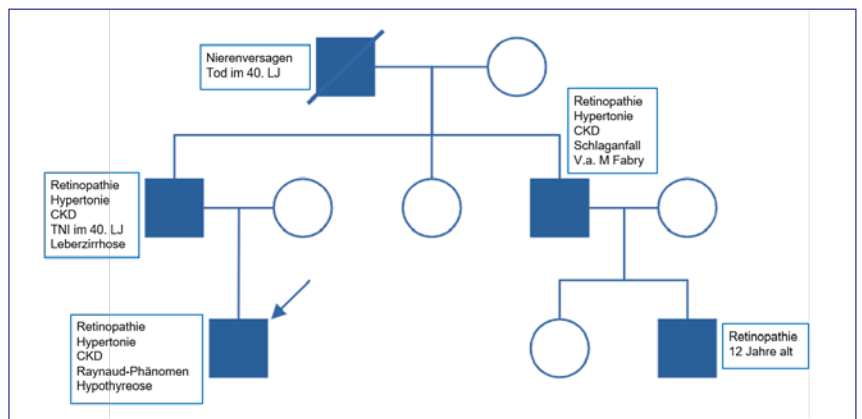 Nierenversagen
Tod im 40. LJ
Retinopathie
Hypertonie
CKD
Schlaganfall
V.a. M Fabry
Retinopathie
Hypertonie
CKD
TNI im 40. LJ
Leberzirrhose
Retinopathie
Hypertonie
CKD
Raynaud-Phänomen
Hypothyreose
Retinopathie
12 Jahre alt